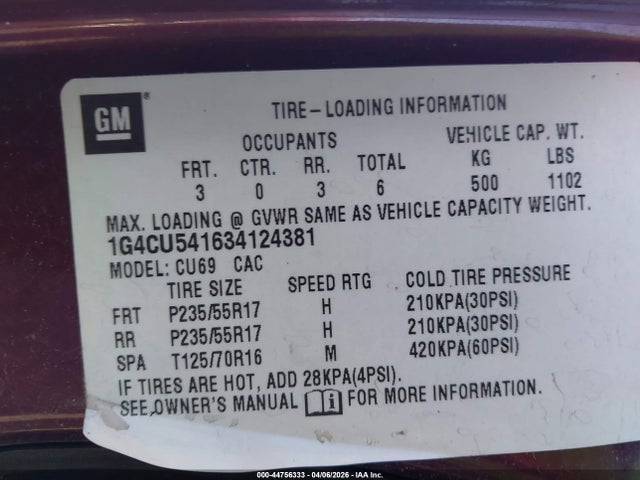 GM ®
TIRE-LOADING INFORMATION
OCCUPANTS VEHICLE CAP. WT.
FRT. CTR. RR. TOTAL KG LBS
3 0 3 6 500 1102
MAX. LOADING @ GVWR SAME AS VEHICLE CAPACITY WEIGHT.
1G4CU541634124381
MODEL: CU69 CAC
TIRE SIZE SPEED RTG COLD TIRE PRESSURE
FRT P235/55R17 H 210KPA(30PSI)
RR P235/55R17 H 210KPA(30PSI)
SPA T125/70R16 M 420KPA(60PSI)
IF TIRES ARE HOT, ADD 28KPA(4PSI).
SEE OWNER'S MANUAL i FOR MORE INFORMATION.
000-44756333 - 04/06/2026 - IAA Inc.